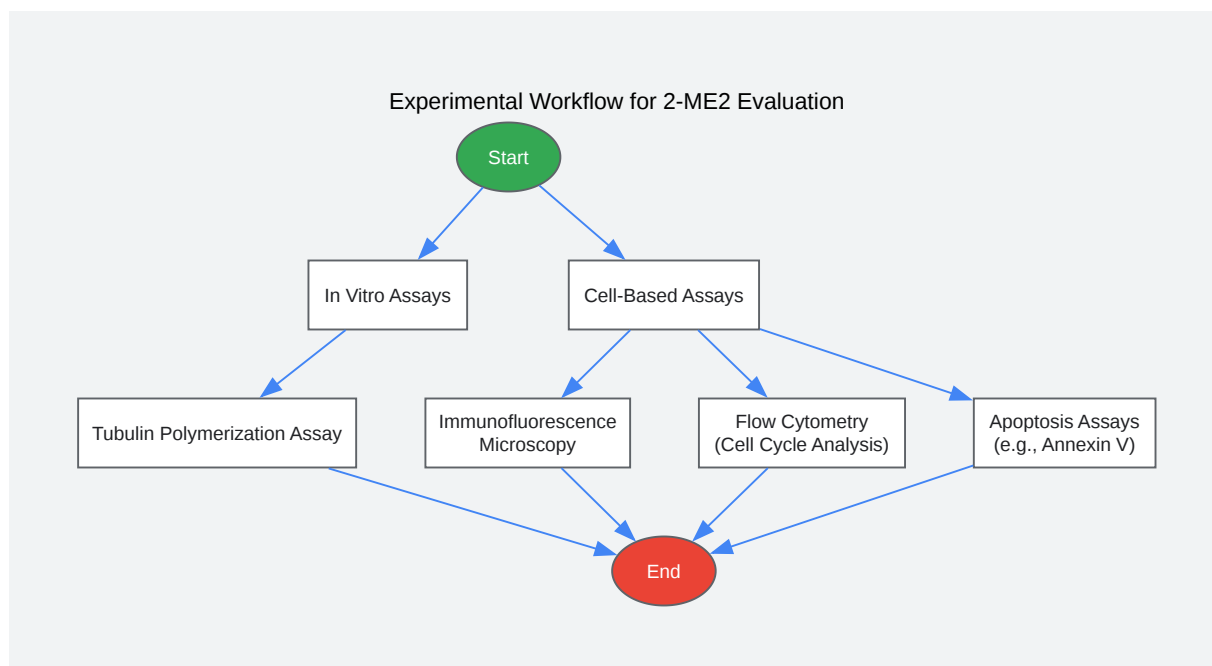 Experimental Workflow for 2-ME2 Evaluation
Start
In Vitro Assays
Cell-Based Assays
Tubulin Polymerization Assay
Immunofluorescence
Microscopy
Flow Cytometry
(Cell Cycle Analysis)
Apoptosis Assays
(e.g., Annexin V)
End